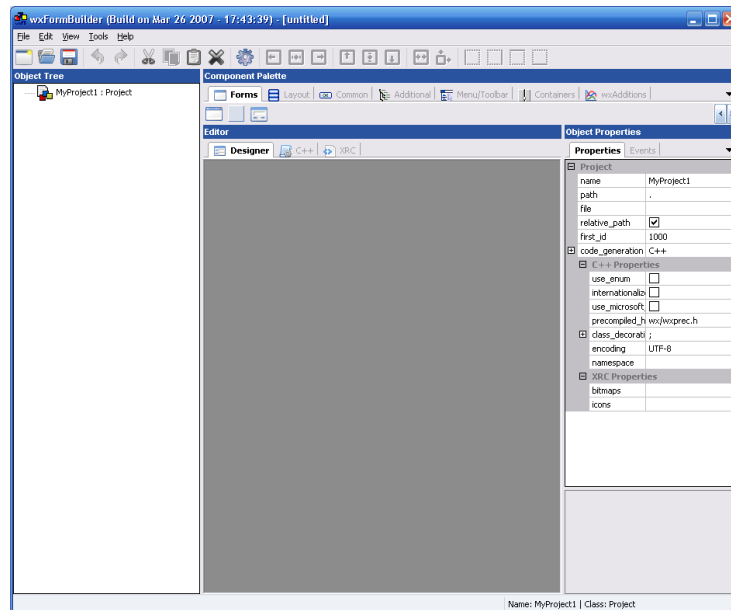 wxFormBuilder (Build on Mar 26 2007 - 17:43:39) - [untitled]
File Edit View Tools Help
Object Tree
MyProject1 : Project
Component Palette
Forms Layout Common Additional Menu/Toolbar Containers wxAdditions
Editor
Designer C++ XRC
Object Properties
Properties Events
Project
name MyProject1
path .
file
relative_path
first_id 1000
code_generation C++
C++ Properties
use_enum
internationaliz
use_microsoft_
precompiled_h wx/wxprec.h
class_decorati ;
encoding UTF-8
namespace
XRC Properties
bitmaps
icons
Name: MyProject1 | Class: Project